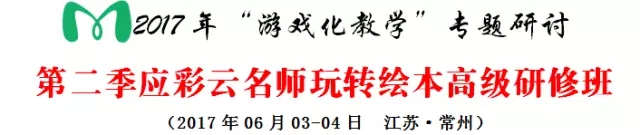 2017年“游戏化教学”专题研讨
第二季应彩云名师玩转绘本高级研修班
(2017年06月03-04日 江苏·常州)